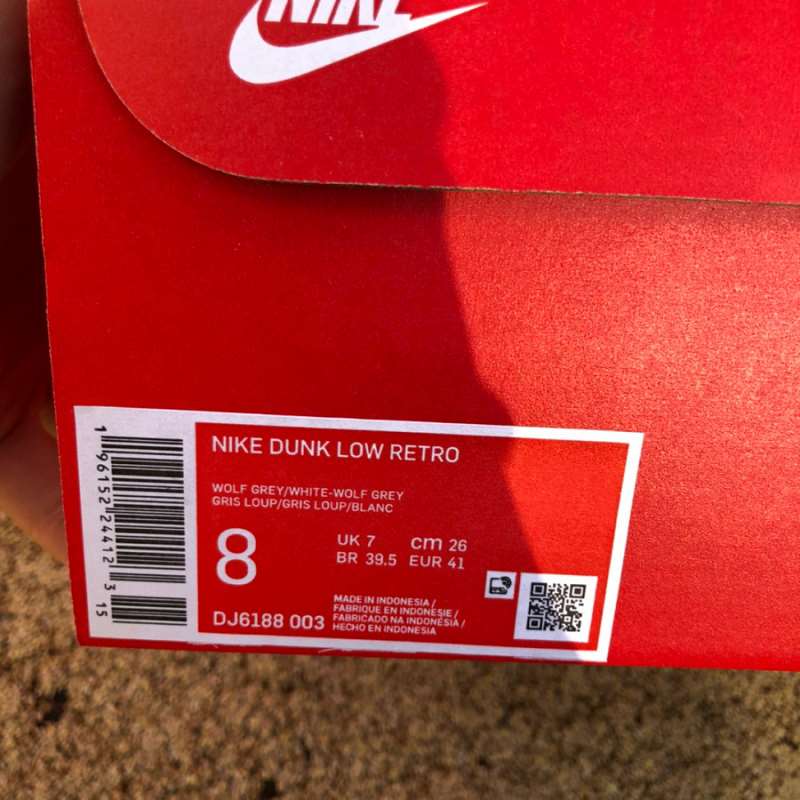 NIKE
NIKE DUNK LOW RETRO
WOLF GREY/WHITE-WOLF GREY
GRIS LOUP/GRIS LOUP/BLANC
8
UK 7 cm 26
BR 39.5 EUR 41
DJ6188 003
MADE IN INDONESIA /
FABRIQUE EN INDONESIE /
FABRICADO NA INDONESIA /
HECHO EN INDONESIA
1 96152 24412 3 15